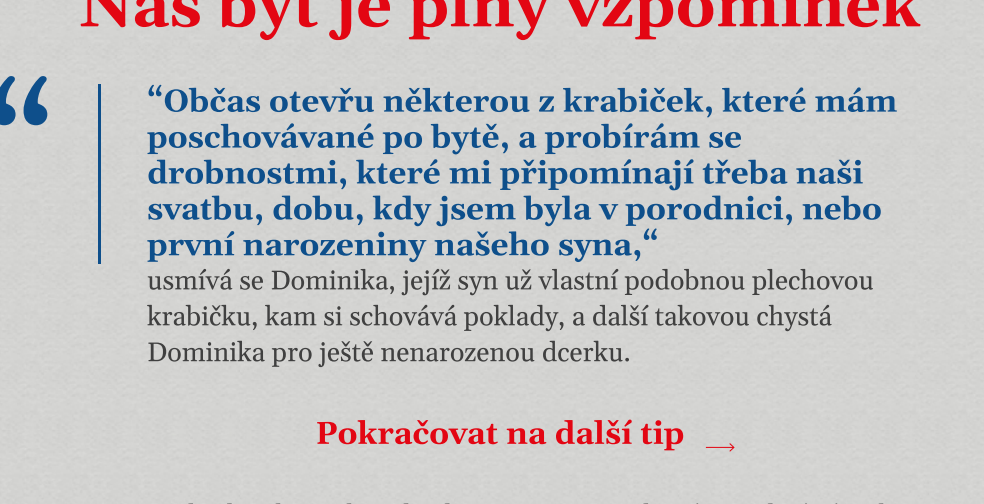 Náš byt je plný vzpomínek
“Občas otevřu některou z krabiček, které mám
poschovávané po bytě, a probírám se
drobnostmi, které mi připomínají třeba naši
svatbu, dobu, kdy jsem byla v porodnici, nebo
první narozeniny našeho syna,“
usmívá se Dominika, jejíž syn už vlastní podobnou plechovou
krabičku, kam si schovává poklady, a další takovou chystá
Dominika pro ještě nenarozenou dcerku.
Pokračovat na další tip →